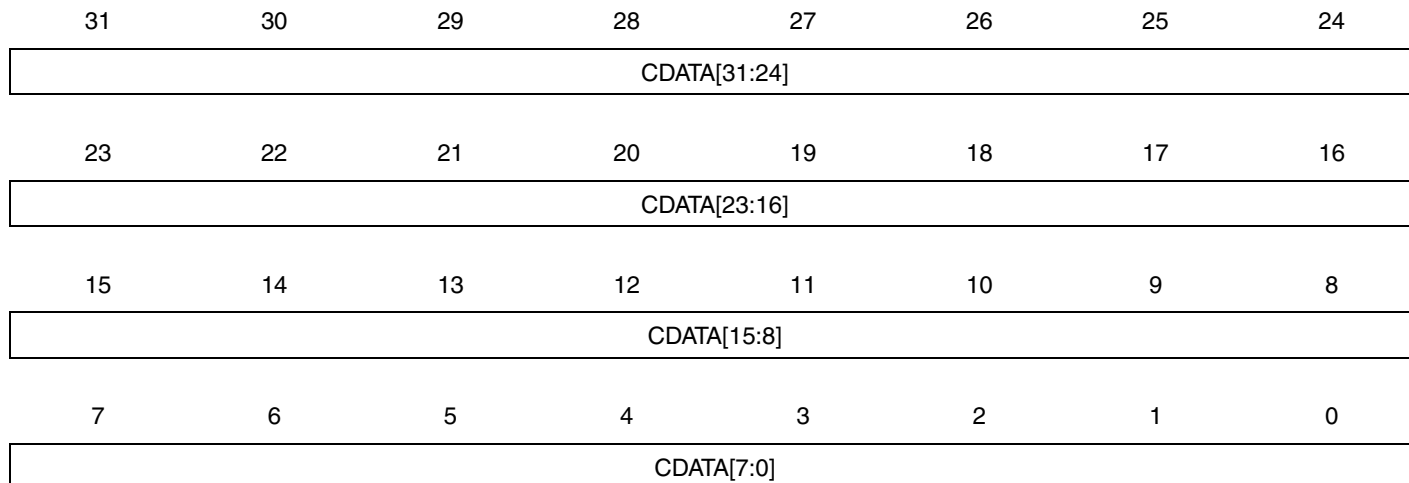 31 30 29 28 27 26 25 24
CDATA[31:24]
23 22 21 20 19 18 17 16
CDATA[23:16]
15 14 13 12 11 10 9 8
CDATA[15:8]
7 6 5 4 3 2 1 0
CDATA[7:0]